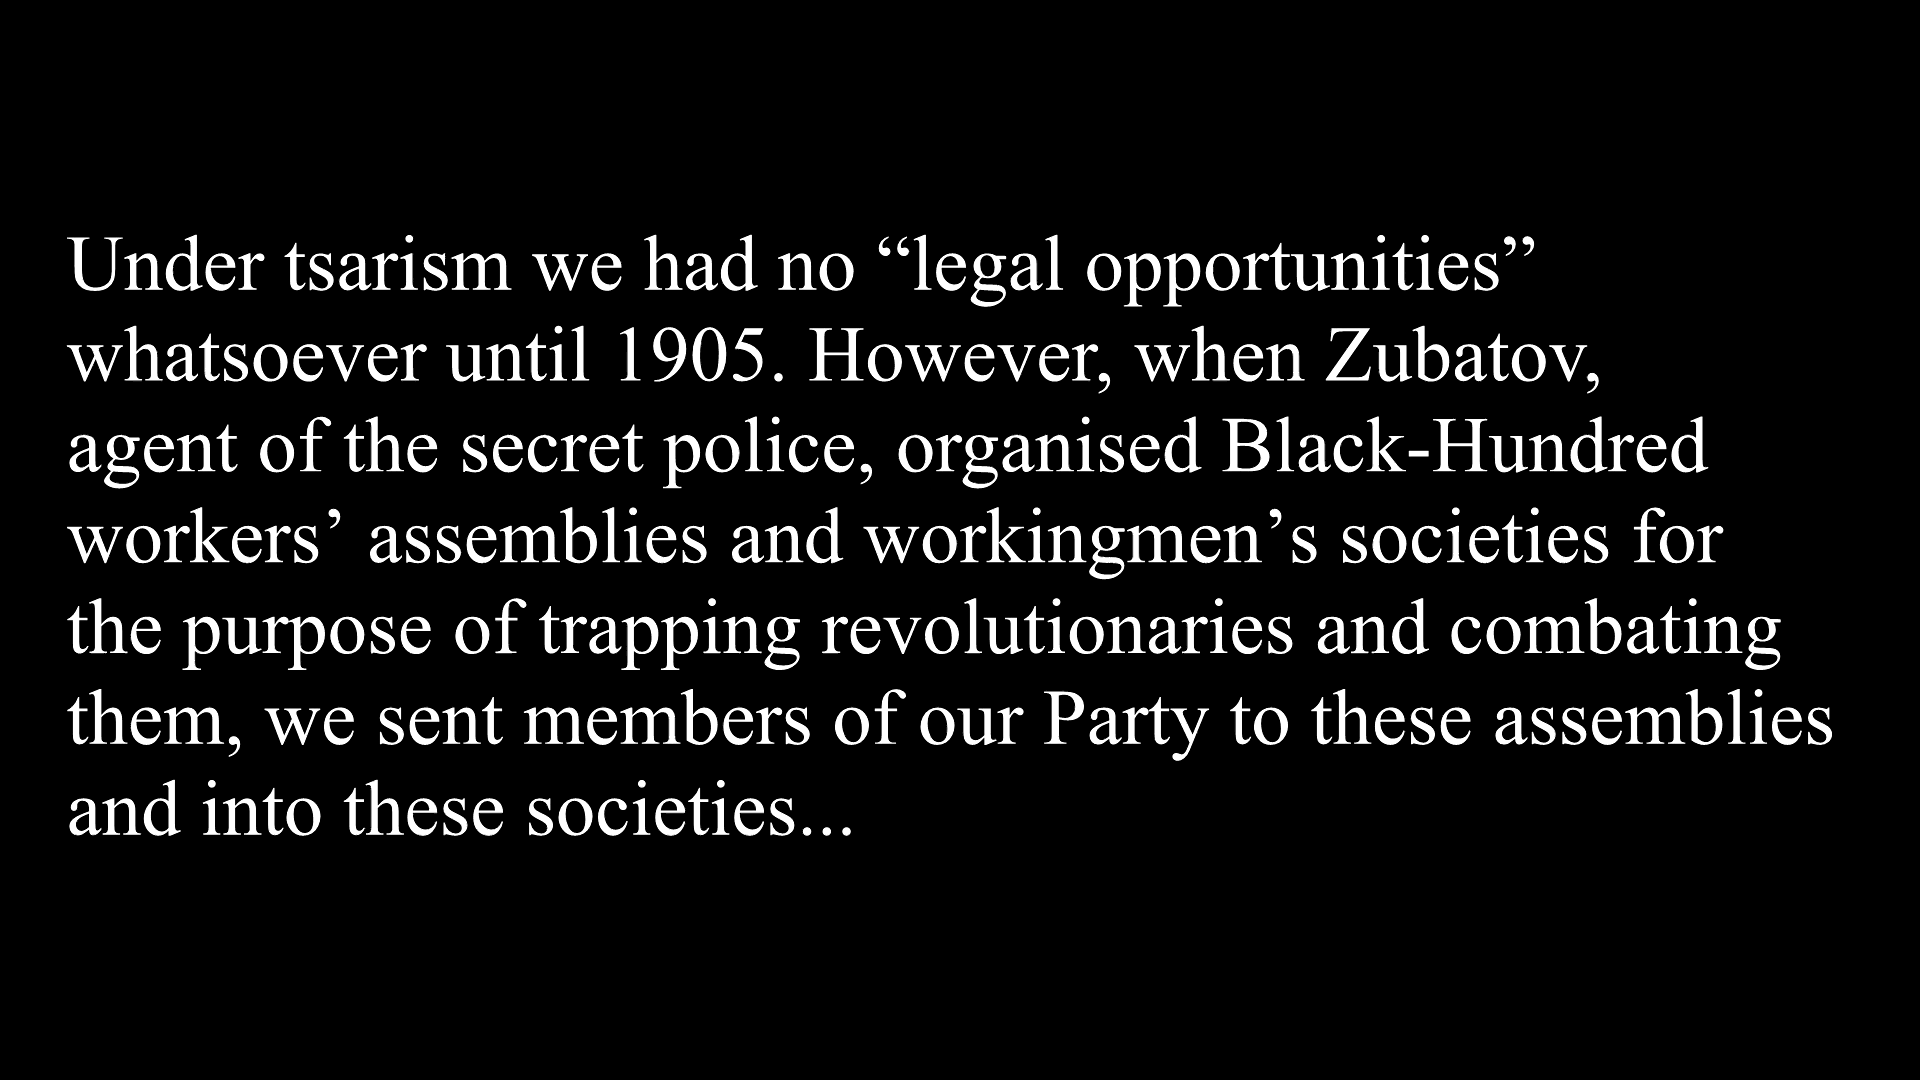 Under tsarism we had no “legal opportunities”
whatsoever until 1905. However, when Zubatov,
agent of the secret police, organised Black-Hundred
workers’ assemblies and workingmen’s societies for
the purpose of trapping revolutionaries and combating
them, we sent members of our Party to these assemblies
and into these societies...